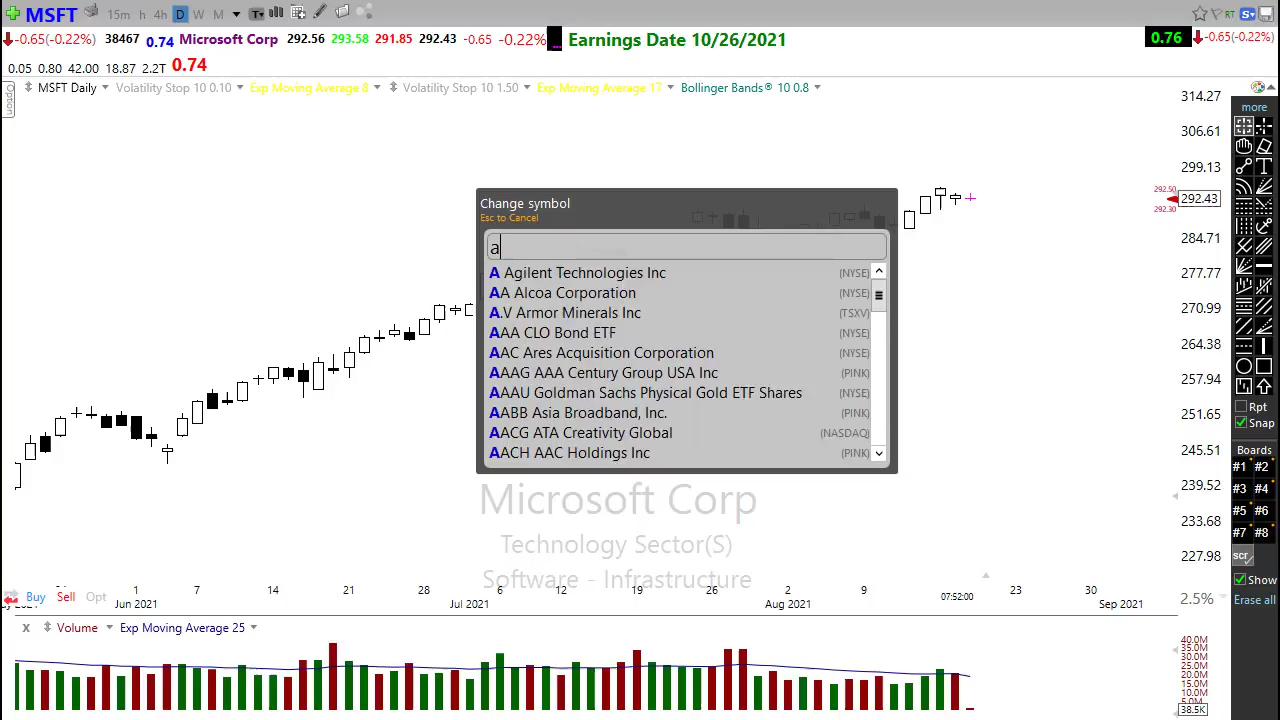 MSFT 15m h 4h D W M T RT S
-0.65(-0.22%) 38467 0.74 Microsoft Corp 292.56 293.58 291.85 292.43 -0.65 -0.22% Earnings Date 10/26/2021 0.76 -0.65(-0.22%)
0.05 0.80 42.00 18.87 2.2T 0.74
Option
MSFT Daily Volatility Stop 10 0.10 Exp Moving Average 8 Volatility Stop 10 1.50 Exp Moving Average 17 Bollinger Bands® 10 0.8
314.27
306.61
299.13
292.50
292.43
292.30
284.71
277.77
270.99
264.38
257.94
251.65
245.51
239.52
233.68
227.98
more
T
Rpt
Snap
Boards
#1 #2
#3 #4
#5 #6
#7 #8
scr
Show
Erase all
Change symbol
Esc to Cancel
a
A Agilent Technologies Inc (NYSE)
AA Alcoa Corporation (NYSE)
A.V Armor Minerals Inc (TSXV)
AAA CLO Bond ETF (NYSE)
AAC Ares Acquisition Corporation (NYSE)
AAAG AAA Century Group USA Inc (PINK)
AAAU Goldman Sachs Physical Gold ETF Shares (NYSE)
AABB Asia Broadband, Inc. (PINK)
AACG ATA Creativity Global (NASDAQ)
AACH AAC Holdings Inc (PINK)
Microsoft Corp
Technology Sector(S)
Software - Infrastructure
1 7 14 21 28 6 12 19 26 2 9 23 30
Buy Sell Opt
Jun 2021 Jul 2021 Aug 2021 07:52:00 Sep 2021
2.5%
X Volume Exp Moving Average 25
40.0M
35.0M
30.0M
25.0M
20.0M
15.0M
10.0M
5.0M
38.5K